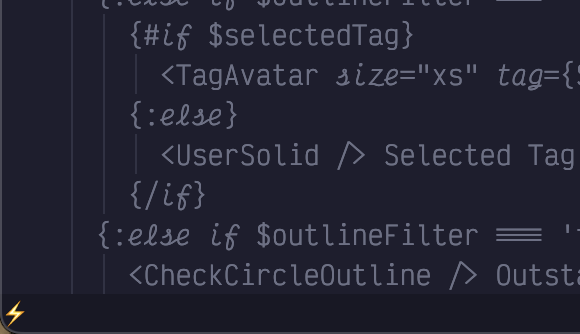 {:else if $outlineFilter ===
{#if $selectedTag}
<TagAvatar size="xs" tag={
{:else}
<UserSolid /> Selected Tag
{/if}
{:else if $outlineFilter === '
<CheckCircleOutline /> Outsta